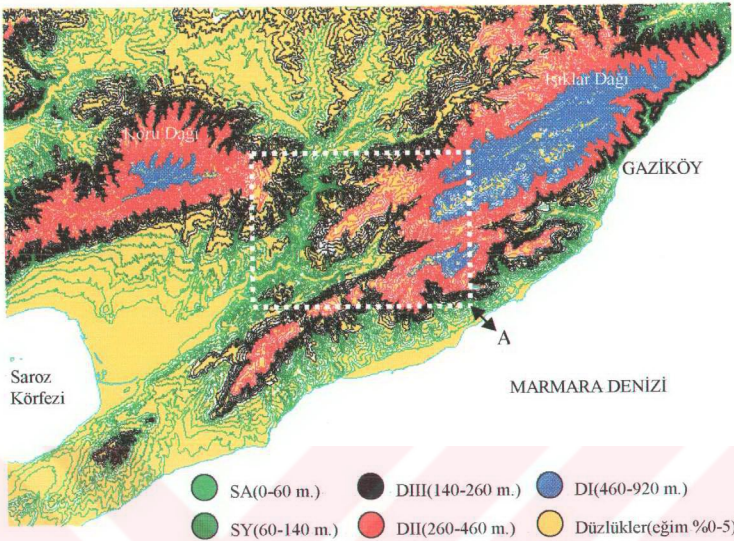 Işıklar Dağı
Koru Dağı
GAZİKÖY
A
Saroz
Körfezi
MARMARA DENİZİ
SA(0-60 m.)
DIII(140-260 m.)
DI(460-920 m.)
SY(60-140 m.)
DII(260-460 m.)
Düzlükler(eğim %0-5)